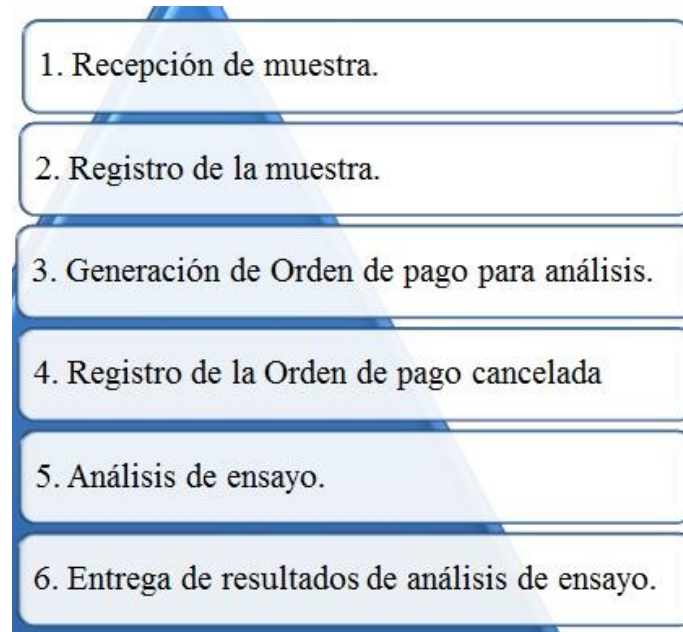 1. Recepción de muestra.
2. Registro de la muestra.
3. Generación de Orden de pago para análisis.
4. Registro de la Orden de pago cancelada
5. Análisis de ensayo.
6. Entrega de resultados de análisis de ensayo.